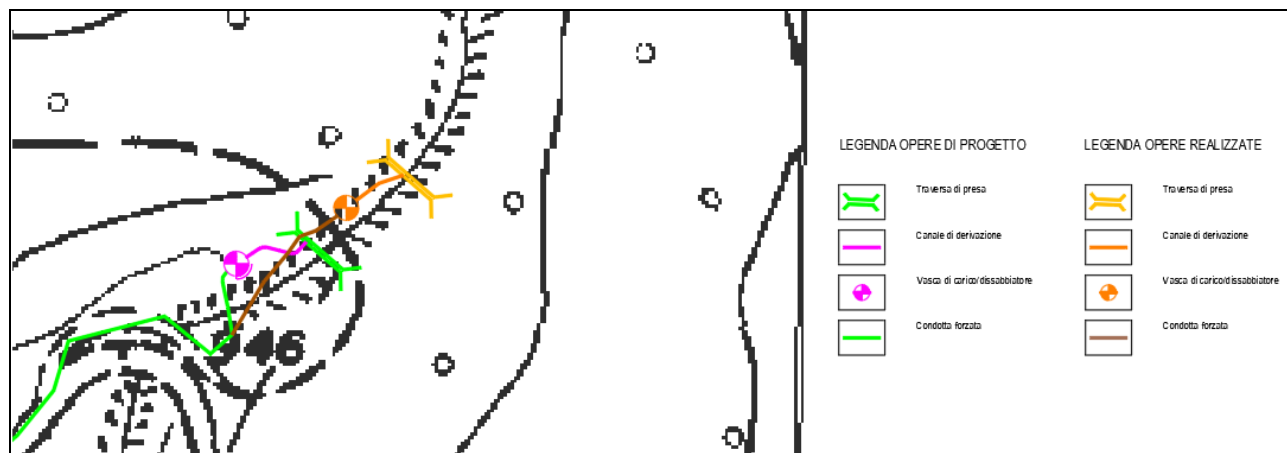 LEGENDA OPERE DI PROGETTO
Traversa di presa
Canale di derivazione
Vasca di carico/dissabbiatore
Condotta forzata
LEGENDA OPERE REALIZZATE
Traversa di presa
Canale di derivazione
Vasca di carico/dissabbiatore
Condotta forzata